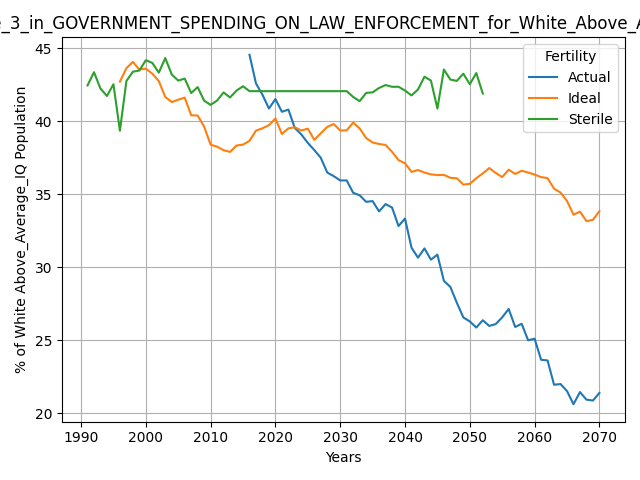 _3_in_GOVERNMENT_SPENDING_ON_LAW_ENFORCEMENT_for_White_Above_A
% of White Above_Average_IQ Population
45
40
35
30
25
20
Fertility
Actual
Ideal
Sterile
1990 2000 2010 2020 2030 2040 2050 2060 2070
Years